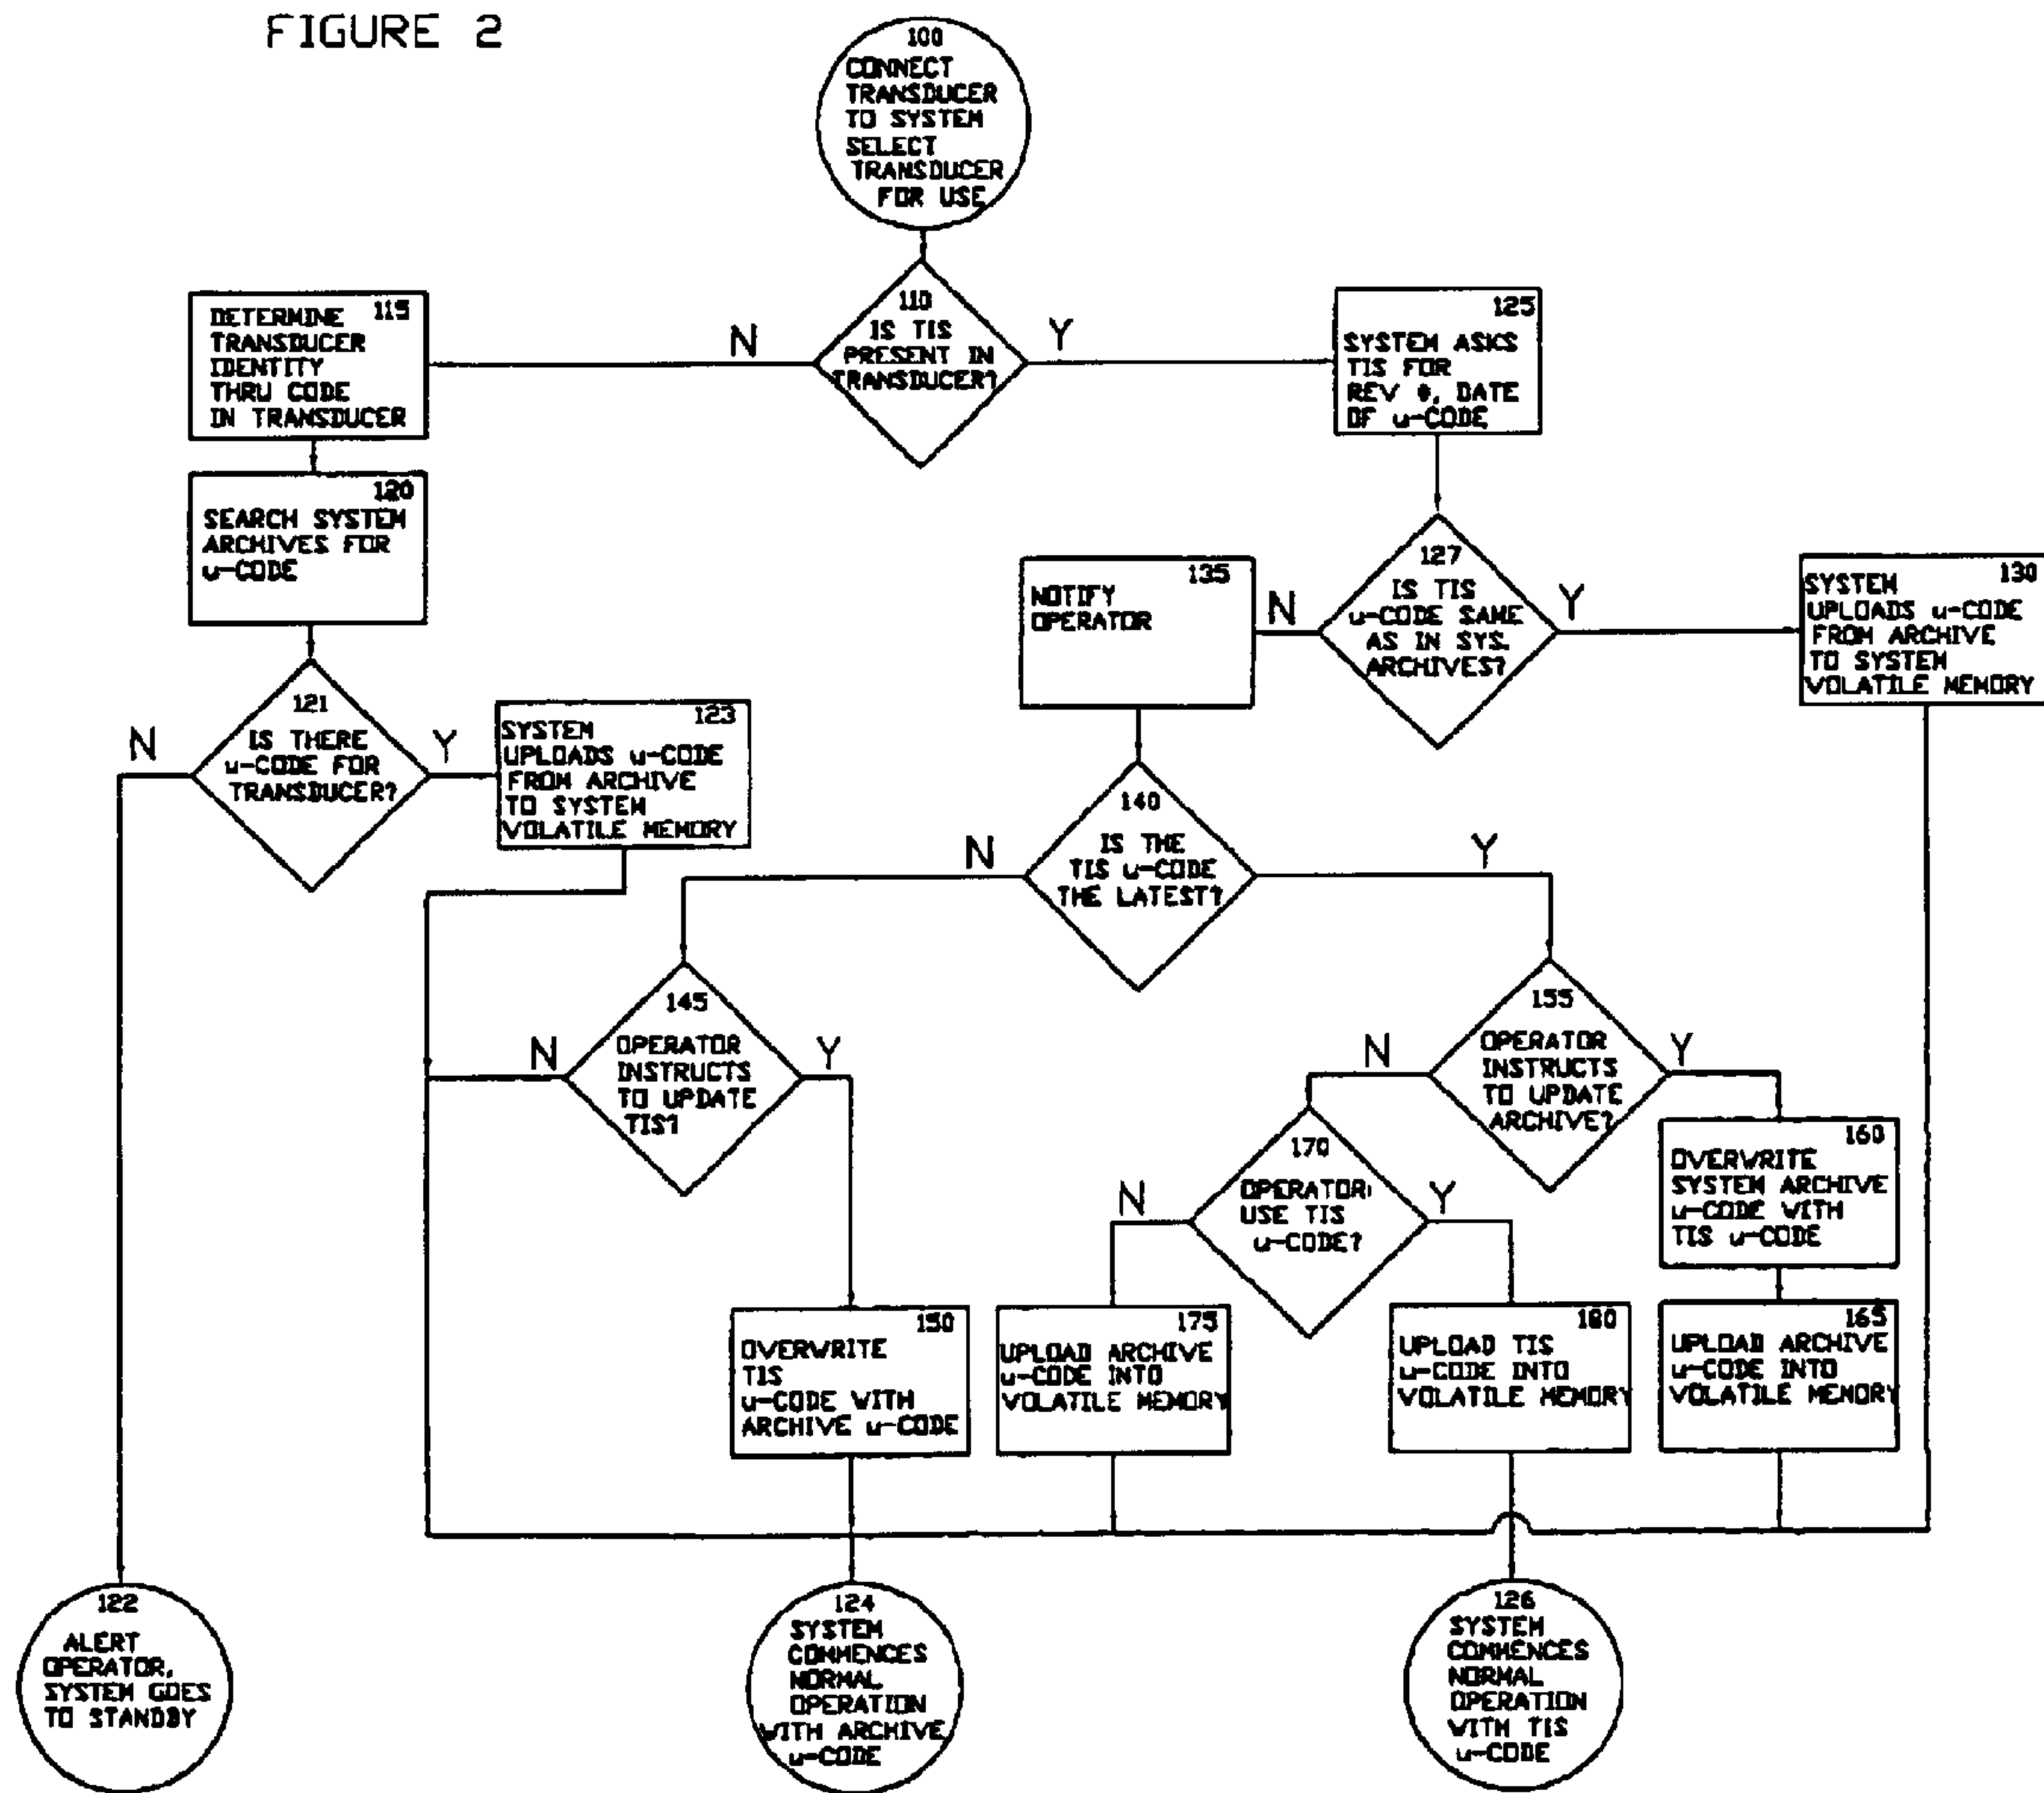 FIGURE 2
100
CONNECT
TRANSDUCER
TO SYSTEM
SELECT
TRANSDUCER
FOR USE
110
IS TIS
PRESENT IN
TRANSDUCER?
N
Y
115
DETERMINE
TRANSDUCER
IDENTITY
THRU CODE
IN TRANSDUCER
125
SYSTEM ASKS
TIS FOR
REV #, DATE
OF u-CODE
120
SEARCH SYSTEM
ARCHIVES FOR
u-CODE
127
IS TIS
u-CODE SAME
AS IN SYS.
ARCHIVES?
N
Y
135
NOTIFY
OPERATOR
130
SYSTEM
UPLOADS u-CODE
FROM ARCHIVE
TO SYSTEM
VOLATILE MEMORY
121
IS THERE
u-CODE FOR
TRANSDUCER?
N
Y
123
SYSTEM
UPLOADS u-CODE
FROM ARCHIVE
TO SYSTEM
VOLATILE MEMORY
140
IS THE
TIS u-CODE
THE LATEST?
N
Y
145
OPERATOR
INSTRUCTS
TO UPDATE
TIS?
N
Y
155
OPERATOR
INSTRUCTS
TO UPDATE
ARCHIVE?
N
Y
170
OPERATOR:
USE TIS
u-CODE?
N
Y
160
OVERWRITE
SYSTEM ARCHIVE
u-CODE WITH
TIS u-CODE
150
OVERWRITE
TIS
u-CODE WITH
ARCHIVE u-CODE
175
UPLOAD ARCHIVE
u-CODE INTO
VOLATILE MEMORY
180
UPLOAD TIS
u-CODE INTO
VOLATILE MEMORY
165
UPLOAD ARCHIVE
u-CODE INTO
VOLATILE MEMORY
122
ALERT
OPERATOR,
SYSTEM GOES
TO STANDBY
124
SYSTEM
COMMENCES
NORMAL
OPERATION
WITH ARCHIVE
u-CODE
126
SYSTEM
COMMENCES
NORMAL
OPERATION
WITH TIS
u-CODE